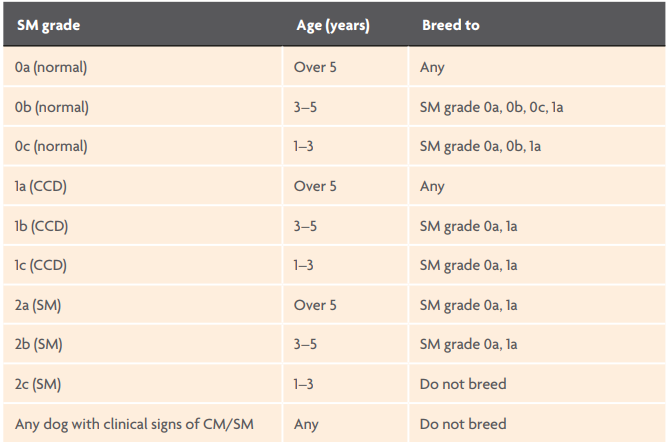 SM grade Age (years) Breed to
0a (normal) Over 5 Any
0b (normal) 3–5 SM grade 0a, 0b, 0c, 1a
0c (normal) 1–3 SM grade 0a, 0b, 1a
1a (CCD) Over 5 Any
1b (CCD) 3–5 SM grade 0a, 1a
1c (CCD) 1–3 SM grade 0a, 1a
2a (SM) Over 5 SM grade 0a, 1a
2b (SM) 3–5 SM grade 0a, 1a
2c (SM) 1–3 Do not breed
Any dog with clinical signs of CM/SM Any Do not breed